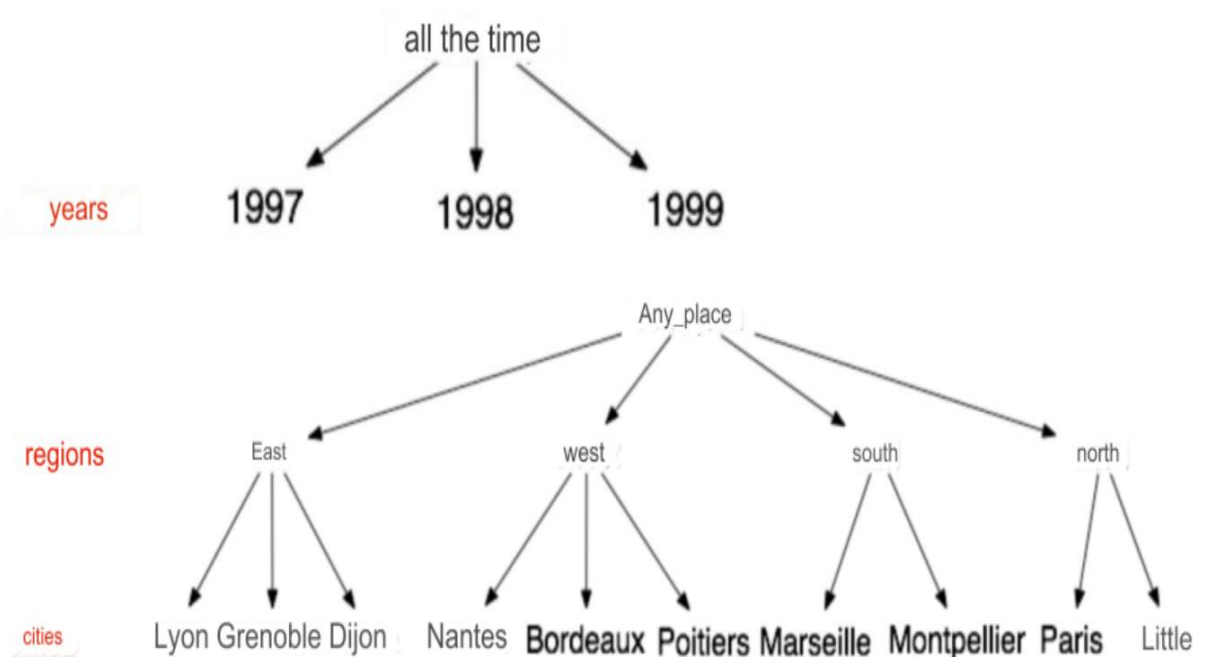 all the time
years 1997 1998 1999
Any_place
regions East west south north
cities Lyon Grenoble Dijon Nantes Bordeaux Poitiers Marseille Montpellier Paris Little